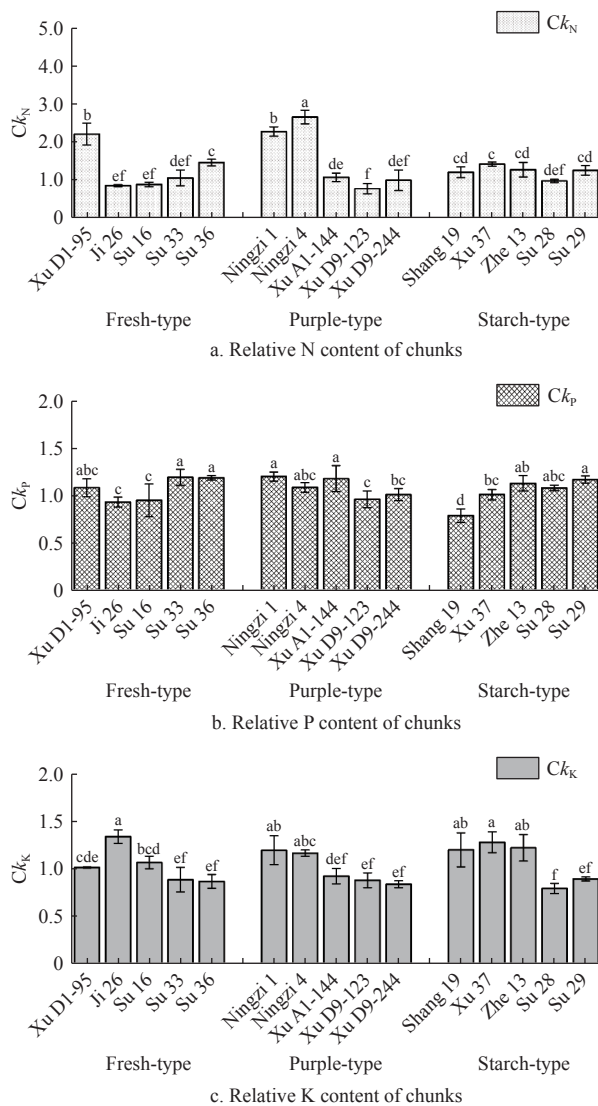 5.0
4.0
3.0
2.0
1.0
0
Ck_N
Ck_N
b
ef
ef
def
c
b
a
de
f
def
cd
c
cd
def
cd
Xu D1-95
Ji 26
Su 16
Su 33
Su 36
Ningzi 1
Ningzi 4
Xu A1-144
Xu D9-123
Xu D9-244
Shang 19
Xu 37
Zhe 13
Su 28
Su 29
Fresh-type Purple-type Starch-type
a. Relative N content of chunks
2.0
1.5
1.0
0.5
0
Ck_P
Ck_P
abc
c
c
a
a
a
abc
a
c
bc
d
bc
ab
abc
a
Xu D1-95
Ji 26
Su 16
Su 33
Su 36
Ningzi 1
Ningzi 4
Xu A1-144
Xu D9-123
Xu D9-244
Shang 19
Xu 37
Zhe 13
Su 28
Su 29
Fresh-type Purple-type Starch-type
b. Relative P content of chunks
2.0
1.5
1.0
0.5
0
Ck_K
Ck_K
cde
a
bcd
ef
ef
ab
abc
def
ef
ef
ab
a
ab
f
ef
Xu D1-95
Ji 26
Su 16
Su 33
Su 36
Ningzi 1
Ningzi 4
Xu A1-144
Xu D9-123
Xu D9-244
Shang 19
Xu 37
Zhe 13
Su 28
Su 29
Fresh-type Purple-type Starch-type
c. Relative K content of chunks